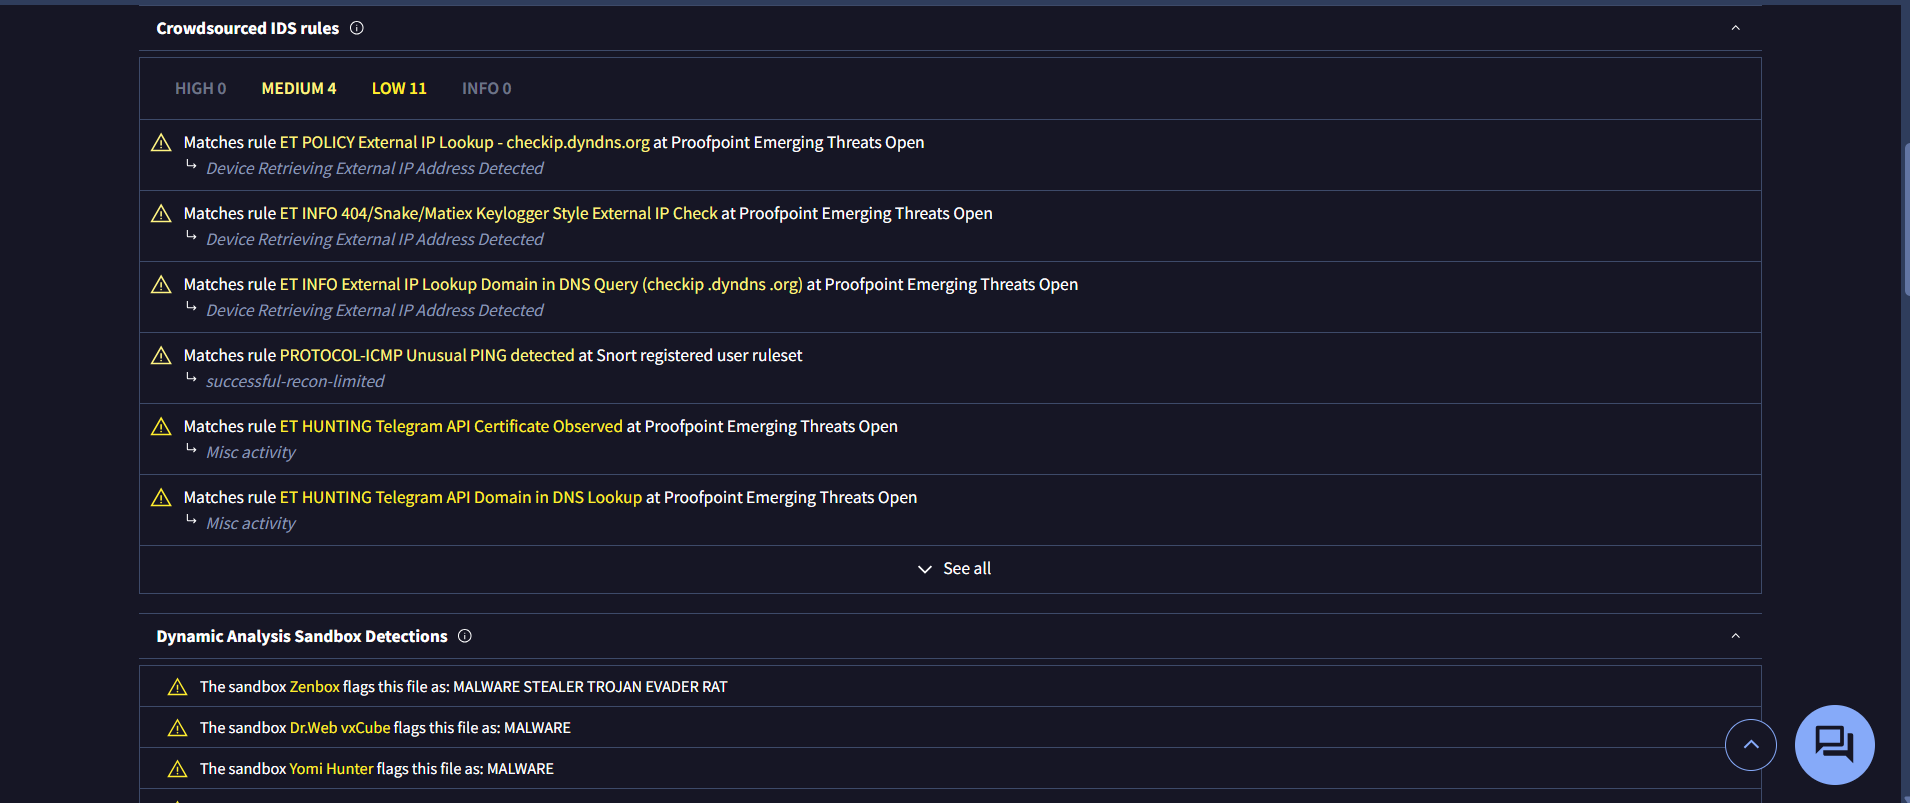 Crowdsourced IDS rules
HIGH 0 MEDIUM 4 LOW 11 INFO 0
Matches rule ET POLICY External IP Lookup - checkip.dyndns.org at Proofpoint Emerging Threats Open
Device Retrieving External IP Address Detected
Matches rule ET INFO 404/Snake/Matiex Keylogger Style External IP Check at Proofpoint Emerging Threats Open
Device Retrieving External IP Address Detected
Matches rule ET INFO External IP Lookup Domain in DNS Query (checkip .dyndns .org) at Proofpoint Emerging Threats Open
Device Retrieving External IP Address Detected
Matches rule PROTOCOL-ICMP Unusual PING detected at Snort registered user ruleset
successful-recon-limited
Matches rule ET HUNTING Telegram API Certificate Observed at Proofpoint Emerging Threats Open
Misc activity
Matches rule ET HUNTING Telegram API Domain in DNS Lookup at Proofpoint Emerging Threats Open
Misc activity
See all
Dynamic Analysis Sandbox Detections
The sandbox Zenbox flags this file as: MALWARE STEALER TROJAN EVADER RAT
The sandbox Dr.Web vxCube flags this file as: MALWARE
The sandbox Yomi Hunter flags this file as: MALWARE